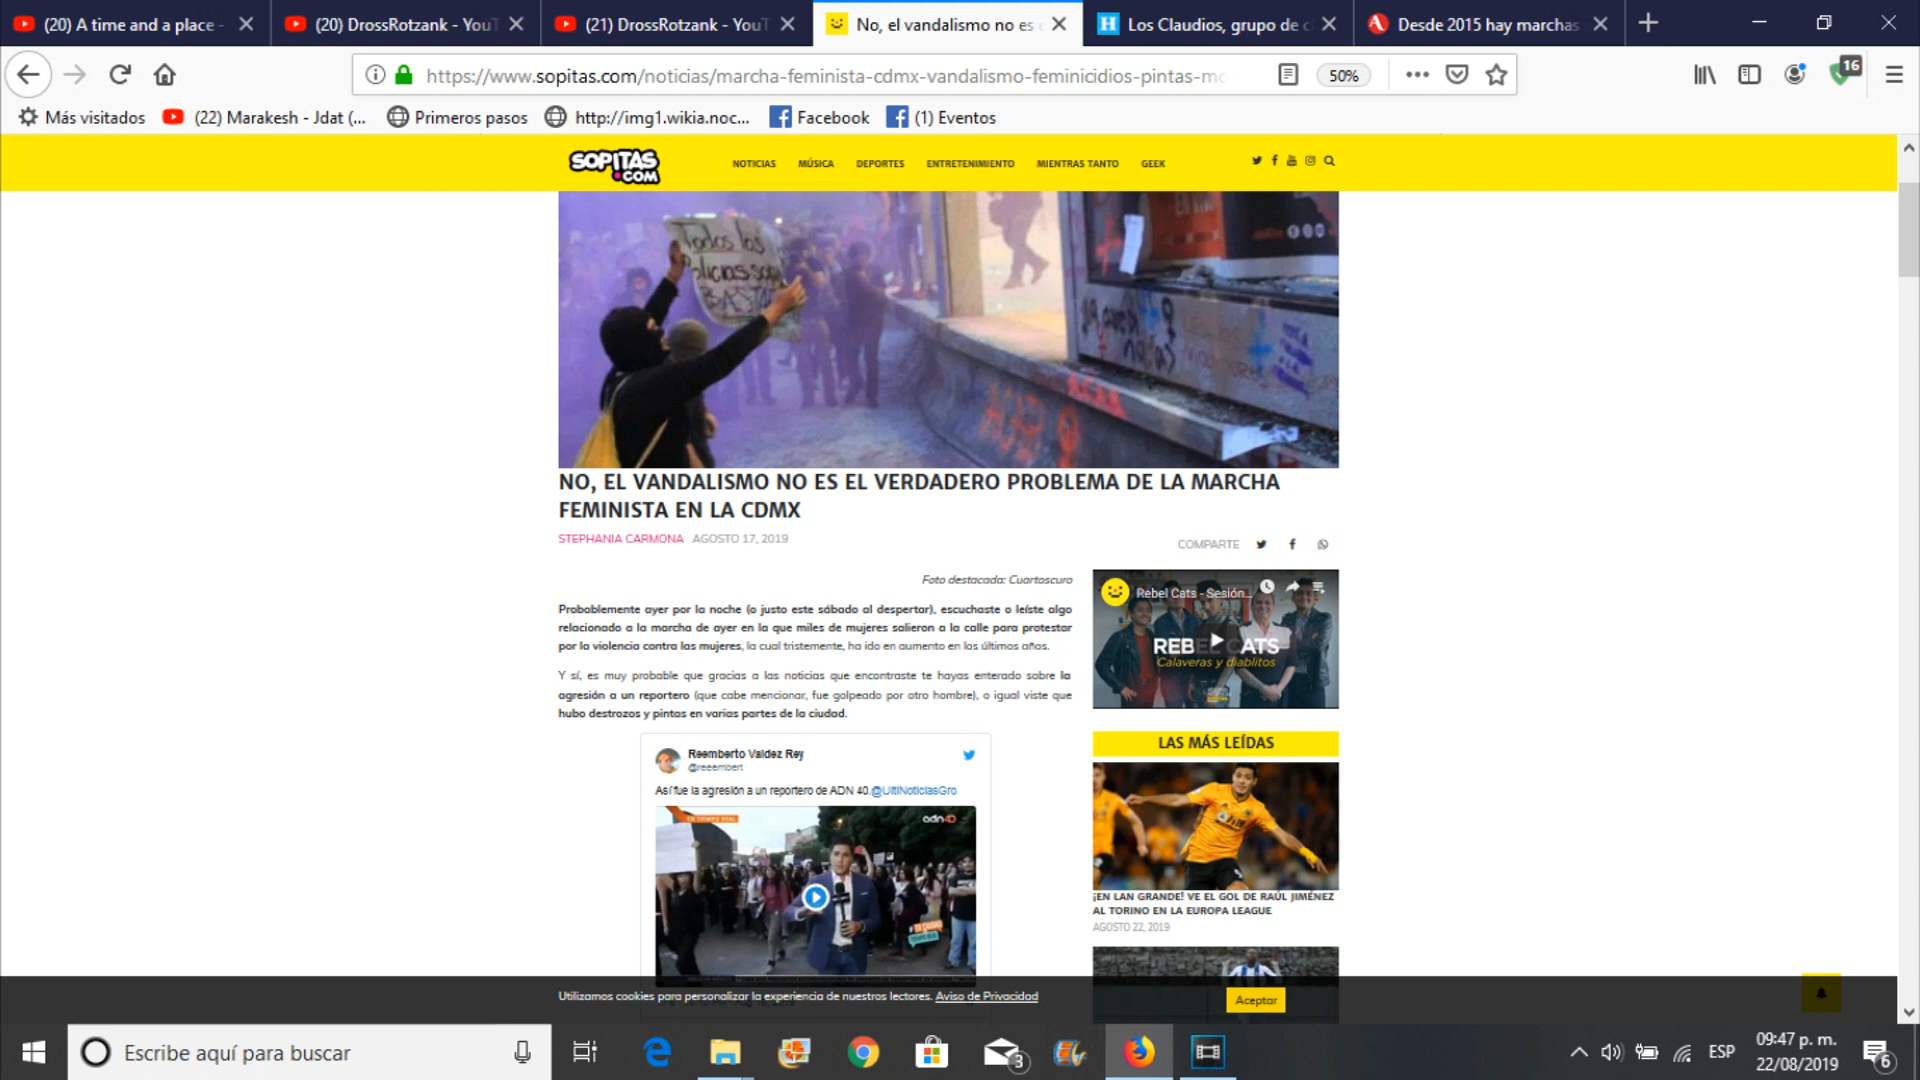 (20) A time and a place -
(20) DrossRotzank - YouT
(21) DrossRotzank - YouT
No, el vandalismo no es
Los Claudios, grupo de c
Desde 2015 hay marchas
https://www.sopitas.com/noticias/marcha-feminista-cdmx-vandalismo-feminicidios-pintas-mo
50%
16
Más visitados
(22) Marakesh - Jdat (...
Primeros pasos
http://img1.wikia.noc...
Facebook
(1) Eventos
SOPITAS
.COM
NOTICIAS
MÚSICA
DEPORTES
ENTRETENIMIENTO
MIENTRAS TANTO
GEEK
Todos los
Policias son
BASTA
NO, EL VANDALISMO NO ES EL VERDADERO PROBLEMA DE LA MARCHA
FEMINISTA EN LA CDMX
STEPHANIA CARMONA AGOSTO 17, 2019
COMPARTE
Foto destacada: Cuartoscuro
Probablemente ayer por la noche (o justo este sábado al despertar), escuchaste o leíste algo
relacionado a la marcha de ayer en la que miles de mujeres salieron a la calle para protestar
por la violencia contra las mujeres, la cual tristemente, ha ido en aumento en los últimos años.
Y sí, es muy probable que gracias a las noticias que encontraste te hayas enterado sobre la
agresión a un reportero (que cabe mencionar, fue golpeado por otro hombre), o igual viste que
hubo destrozos y pintas en varias partes de la ciudad.
Reemberto Valdez Rey
@reeembert
Así fue la agresión a un reportero de ADN 40.@UltiNoticiasGro
EN TIEMPO REAL
adn40
Rebel Cats - Sesión...
REBEL CATS
Calaveras y diablitos
LAS MÁS LEÍDAS
¡EN LAN GRANDE! VE EL GOL DE RAÚL JIMÉNEZ
AL TORINO EN LA EUROPA LEAGUE
AGOSTO 22, 2019
Utilizamos cookies para personalizar la experiencia de nuestros lectores. Aviso de Privacidad
Aceptar
Escribe aquí para buscar
3
ESP
09:47 p. m.
22/08/2019
6